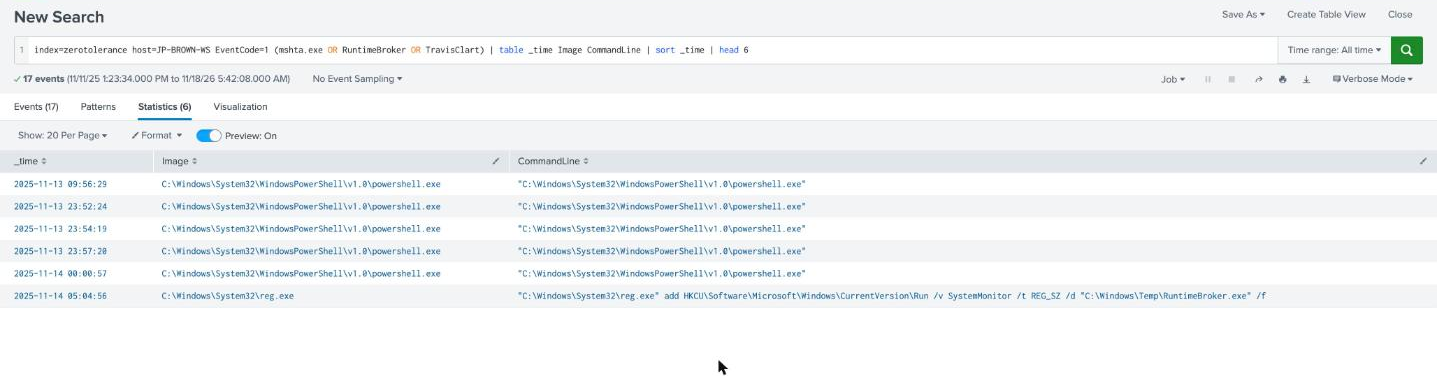 New Search
Save As Create Table View Close
1 index=zerotolerance host=JP-BROWN-WS EventCode=1 (mshta.exe OR RuntimeBroker OR TravisClart) | table _time Image CommandLine | sort _time | head 6
Time range: All time
17 events (11/11/25 1:23:34.000 PM to 11/18/26 5:42:08.000 AM) No Event Sampling
Job Verbose Mode
Events (17) Patterns Statistics (6) Visualization
Show: 20 Per Page Format Preview: On
_time Image CommandLine
2025-11-13 09:56:29 C:\Windows\System32\WindowsPowerShell\v1.0\powershell.exe "C:\Windows\System32\WindowsPowerShell\v1.0\powershell.exe"
2025-11-13 23:52:24 C:\Windows\System32\WindowsPowerShell\v1.0\powershell.exe "C:\Windows\System32\WindowsPowerShell\v1.0\powershell.exe"
2025-11-13 23:54:19 C:\Windows\System32\WindowsPowerShell\v1.0\powershell.exe "C:\Windows\System32\WindowsPowerShell\v1.0\powershell.exe"
2025-11-13 23:57:20 C:\Windows\System32\WindowsPowerShell\v1.0\powershell.exe "C:\Windows\System32\WindowsPowerShell\v1.0\powershell.exe"
2025-11-14 00:00:57 C:\Windows\System32\WindowsPowerShell\v1.0\powershell.exe "C:\Windows\System32\WindowsPowerShell\v1.0\powershell.exe"
2025-11-14 05:04:56 C:\Windows\System32\reg.exe "C:\Windows\System32\reg.exe" add HKCU\Software\Microsoft\Windows\CurrentVersion\Run /v SystemMonitor /t REG_SZ /d "C:\Windows\Temp\RuntimeBroker.exe" /f